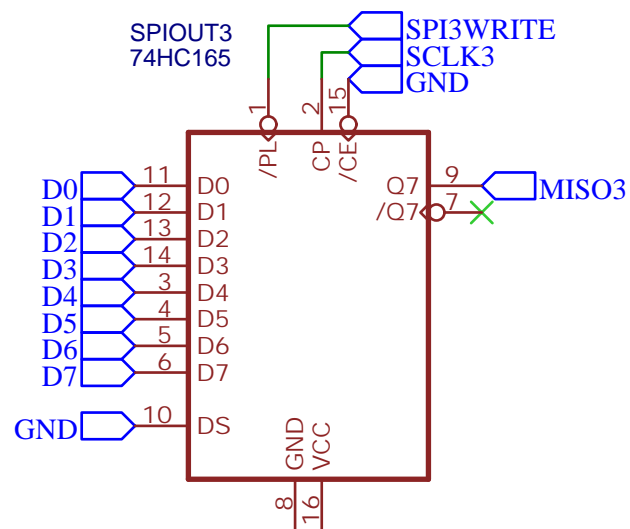 SPIOUT3
74HC165
SPI3WRITE
SCLK3
GND
1
2
15
/PL
CP
/CE
D0 11 D0
D1 12 D1
D2 13 D2
D3 14 D3
D4 3 D4
D5 4 D5
D6 5 D6
D7 6 D7
GND 10 DS
Q7 9 MISO3
/Q7 7
GND
VCC
8
16